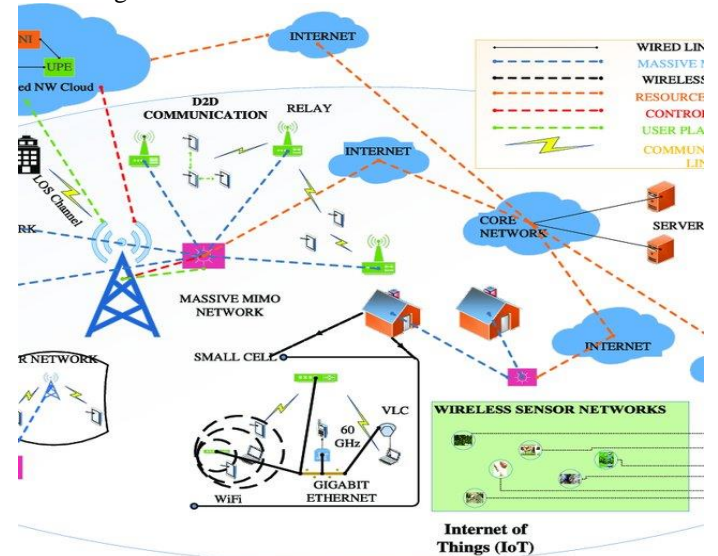 INTERNET
NI
UPE
ed NW Cloud
WIRED LIN
MASSIVE M
WIRELESS
RESOURCE
CONTRO
USER PLA
COMMUN
LIN
D2D
COMMUNICATION
RELAY
INTERNET
LOS Channel
RK
CORE
NETWORK
SERVER
MASSIVE MIMO
NETWORK
SMALL CELL
INTERNET
R NETWORK
60
GHz
VLC
WIRELESS SENSOR NETWORKS
WiFi
GIGABIT
ETHERNET
Internet of
Things (IoT)